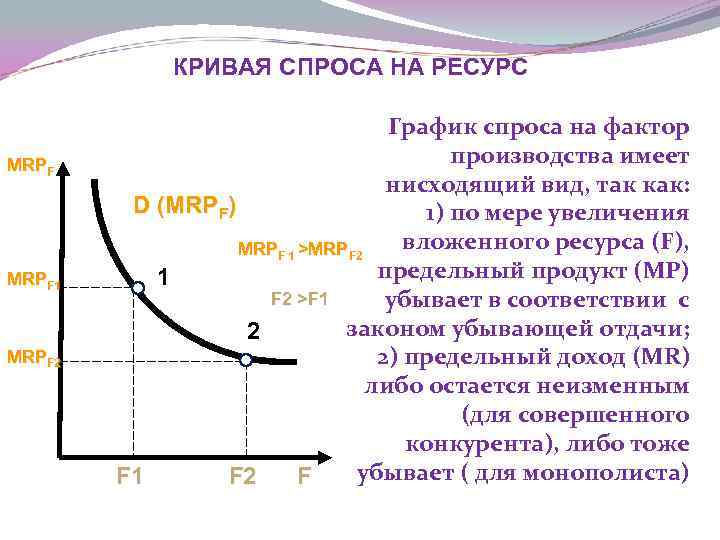 КРИВАЯ СПРОСА НА РЕСУРС
MRPF
D (MRPF)
MRPF 1 >MRPF2
MRPF1
1
F2 >F1
2
MRPF2
F1
F2
F
График спроса на фактор
производства имеет
нисходящий вид, так как:
1) по мере увеличения
вложенного ресурса (F),
предельный продукт (MP)
убывает в соответствии с
законом убывающей отдачи;
2) предельный доход (MR)
либо остается неизменным
(для совершенного
конкурента), либо тоже
убывает ( для монополиста)